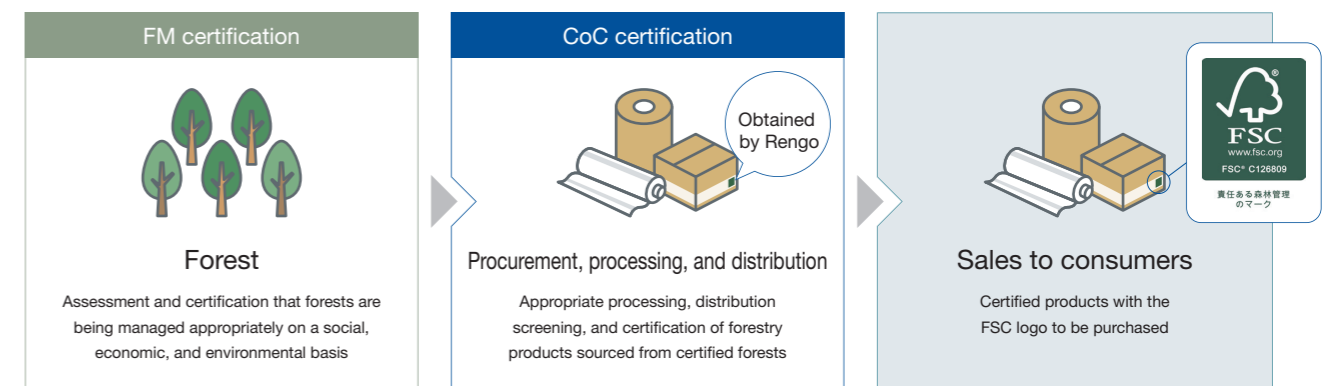 FM certification
Forest
Assessment and certification that forests are
being managed appropriately on a social,
economic, and environmental basis
CoC certification
Obtained
by Rengo
Procurement, processing, and distribution
Appropriate processing, distribution
screening, and certification of forestry
products sourced from certified forests
Sales to consumers
Certified products with the
FSC logo to be purchased
®
FSC
www.fsc.org
FSC® C126809
責任ある森林管理
のマーク